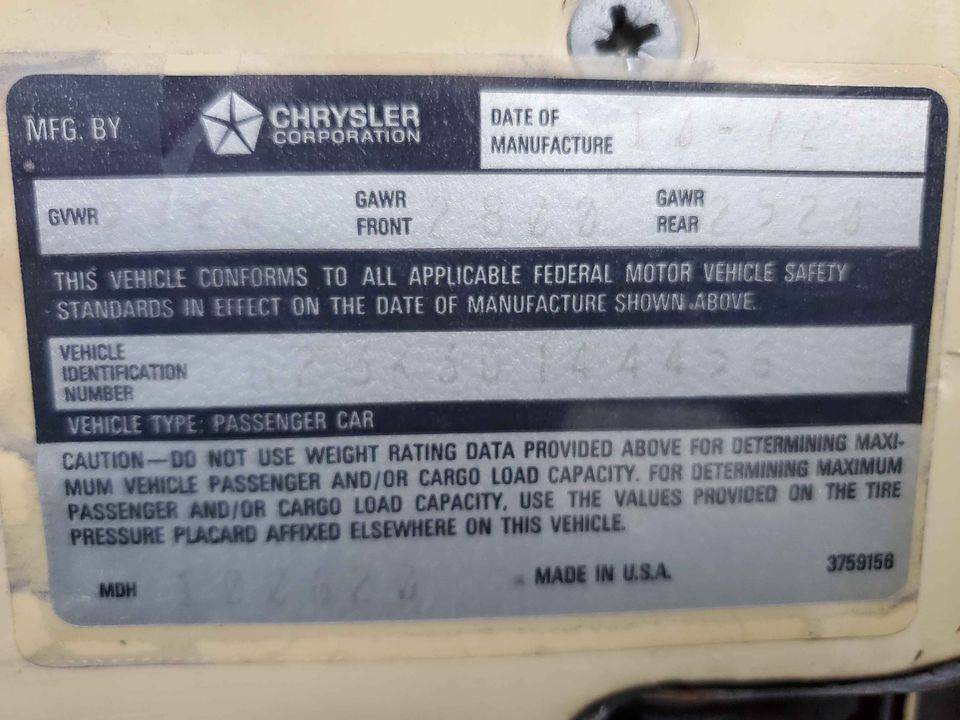 MFG. BY CHRYSLER CORPORATION
DATE OF MANUFACTURE
GVWR
GAWR FRONT 2800
GAWR REAR
THIS VEHICLE CONFORMS TO ALL APPLICABLE FEDERAL MOTOR VEHICLE SAFETY
STANDARDS IN EFFECT ON THE DATE OF MANUFACTURE SHOWN ABOVE.
VEHICLE
IDENTIFICATION
NUMBER
VEHICLE TYPE: PASSENGER CAR
CAUTION—DO NOT USE WEIGHT RATING DATA PROVIDED ABOVE FOR DETERMINING MAXI-
MUM VEHICLE PASSENGER AND/OR CARGO LOAD CAPACITY. FOR DETERMINING MAXIMUM
PASSENGER AND/OR CARGO LOAD CAPACITY, USE THE VALUES PROVIDED ON THE TIRE
PRESSURE PLACARD AFFIXED ELSEWHERE ON THIS VEHICLE.
MDH MADE IN U.S.A. 3759156